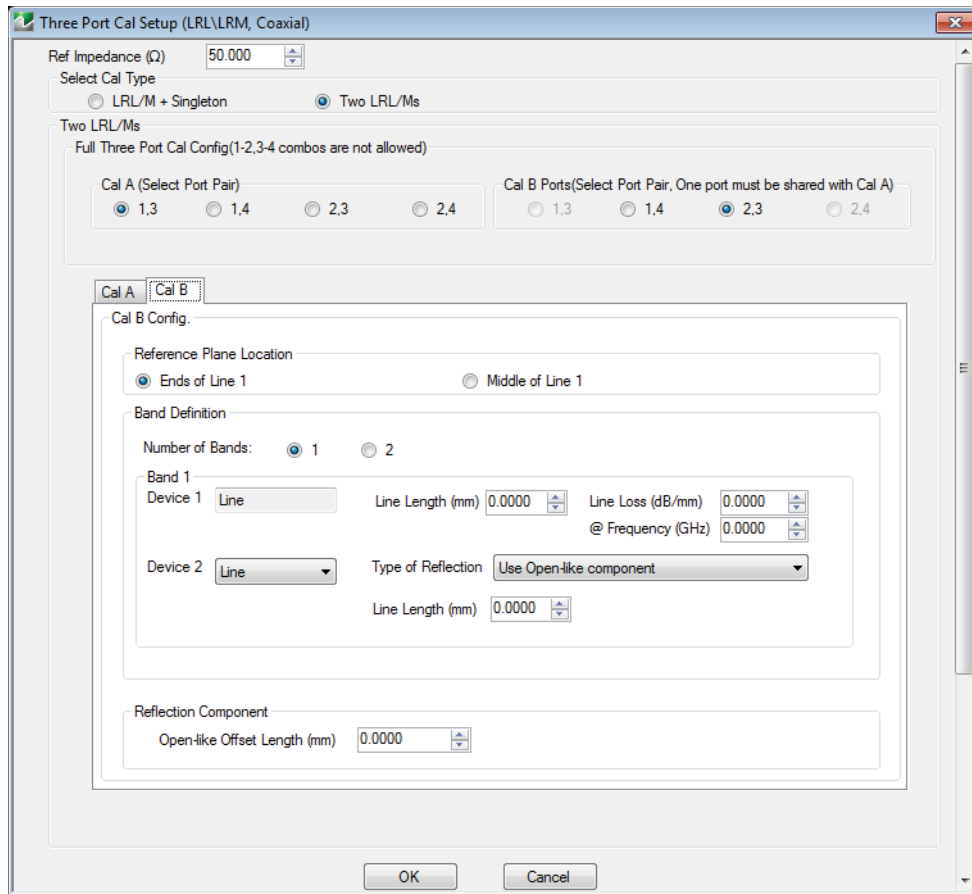 Three Port Cal Setup (LRL\LRM, Coaxial)
Ref Impedance (Ω) 50.000
Select Cal Type
LRL/M + Singleton Two LRL/Ms
Two LRL/Ms
Full Three Port Cal Config(1-2,3-4 combos are not allowed)
Cal A (Select Port Pair) Cal B Ports(Select Port Pair, One port must be shared with Cal A)
1,3 1,4 2,3 2,4 1,3 1,4 2,3 2,4
Cal A Cal B
Cal B Config.
Reference Plane Location
Ends of Line 1 Middle of Line 1
Band Definition
Number of Bands: 1 2
Band 1
Device 1 Line Line Length (mm) 0.0000 Line Loss (dB/mm) 0.0000
@ Frequency (GHz) 0.0000
Device 2 Line Type of Reflection Use Open-like component
Line Length (mm) 0.0000
Reflection Component
Open-like Offset Length (mm) 0.0000
OK Cancel